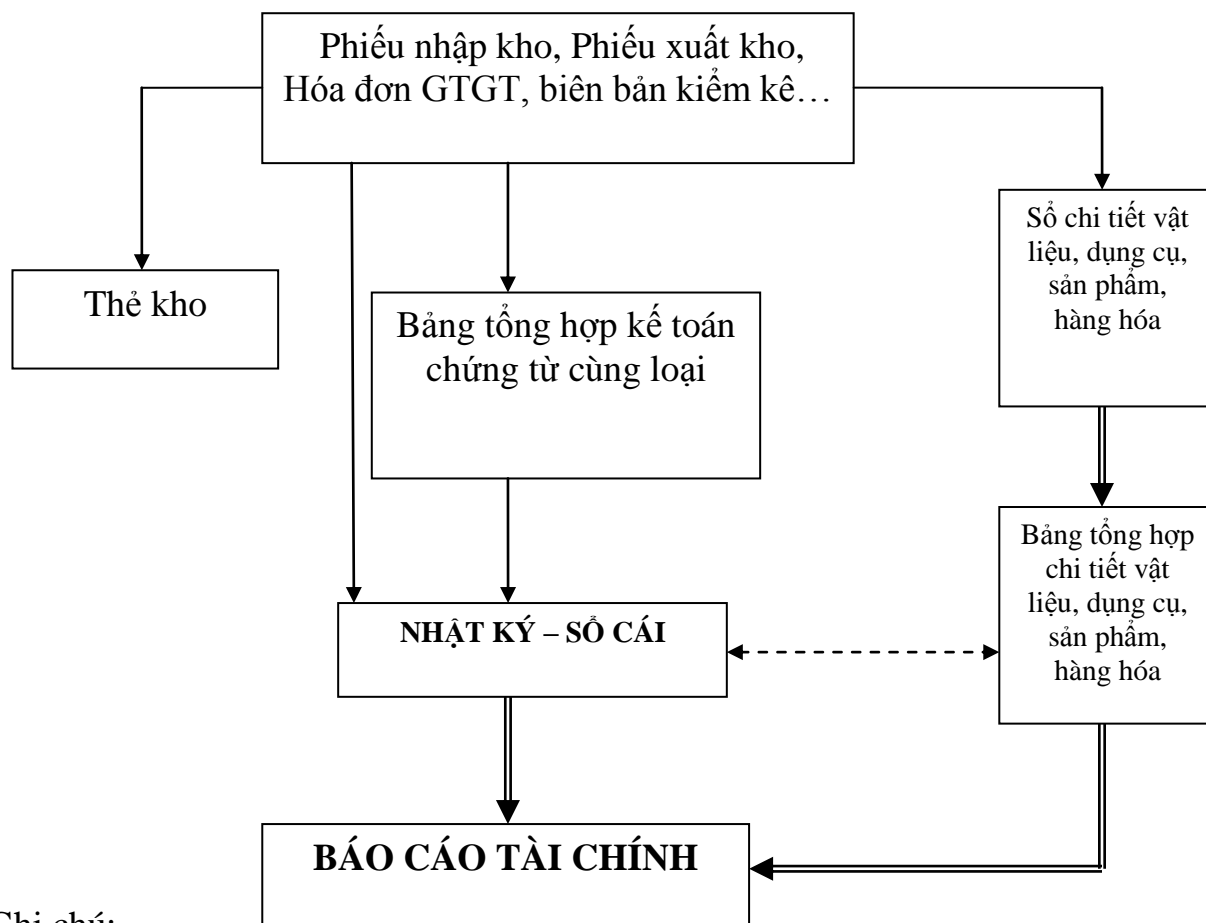 Phiếu nhập kho, Phiếu xuất kho,
Hóa đơn GTGT, biên bản kiểm kê…
Sổ chi tiết vật
liệu, dụng cụ,
sản phẩm,
hàng hóa
Thẻ kho
Bảng tổng hợp kế toán
chứng từ cùng loại
Bảng tổng hợp
chi tiết vật
liệu, dụng cụ,
sản phẩm,
hàng hóa
NHẬT KÝ – SỔ CÁI
BÁO CÁO TÀI CHÍNH
Ghi chú: